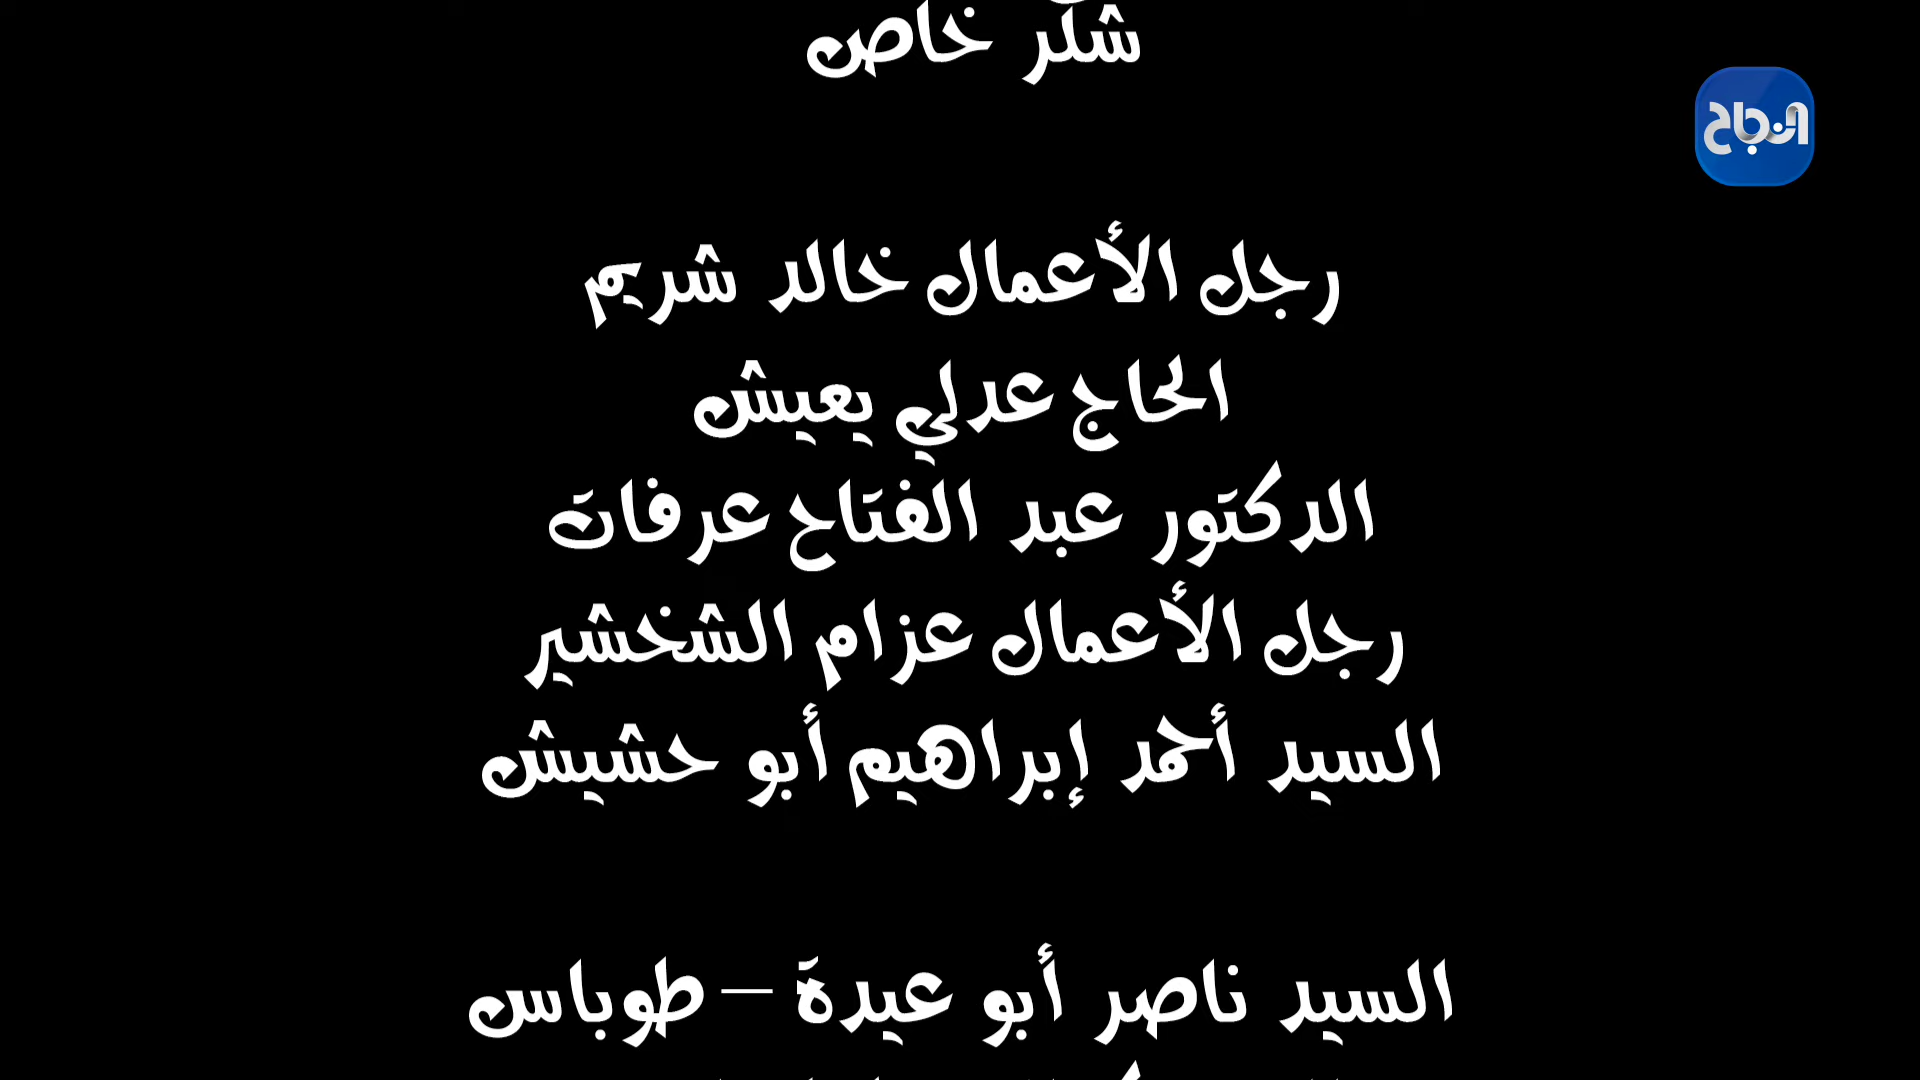 شكر خاص
النجاح
رجل الأعمال خالد شريم
الحاج عدلي يعيش
الدكتور عبد الفتاح عرفات
رجل الأعمال عزام الشخشير
السيد أحمد إبراهيم أبو حشيش
السيد ناصر أبو عيدة – طوباس